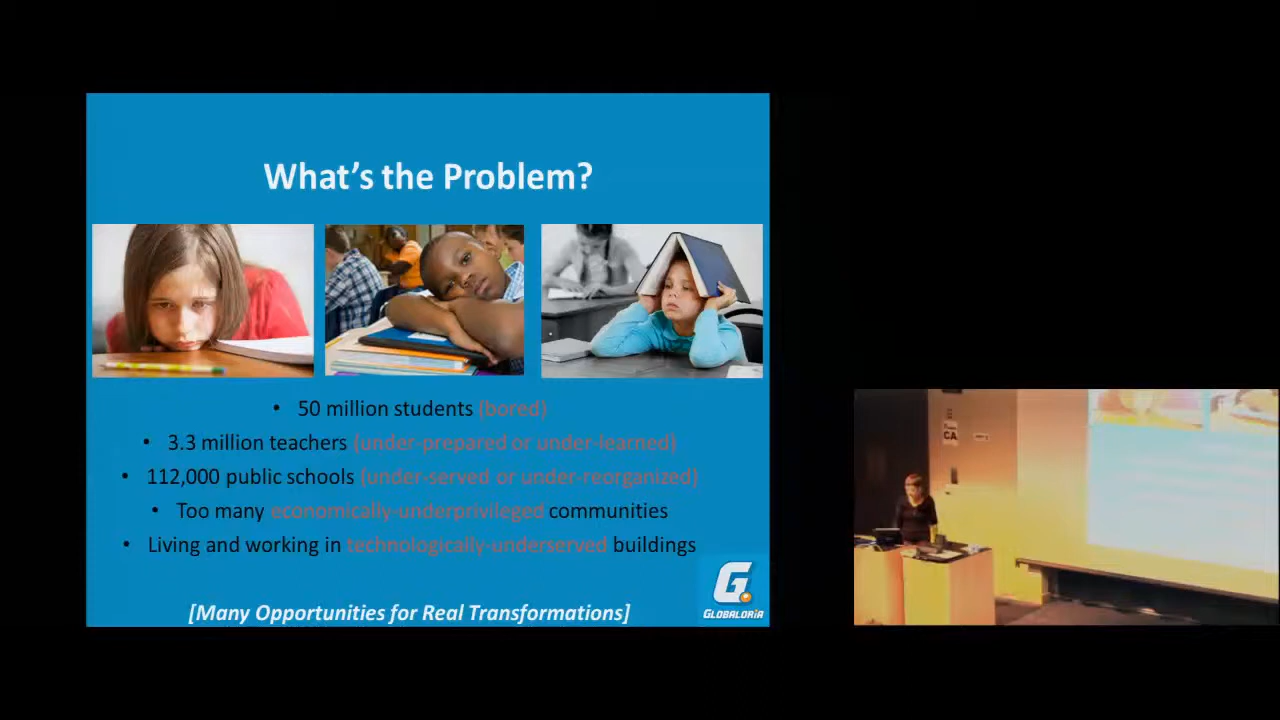 What's the Problem?
• 50 million students (bored)
• 3.3 million teachers (under-prepared or under-learned)
• 112,000 public schools (under-served or under-reorganized)
• Too many economically-underprivileged communities
• Living and working in technologically-underserved buildings
[Many Opportunities for Real Transformations]
G
GLOBALORIA
CA